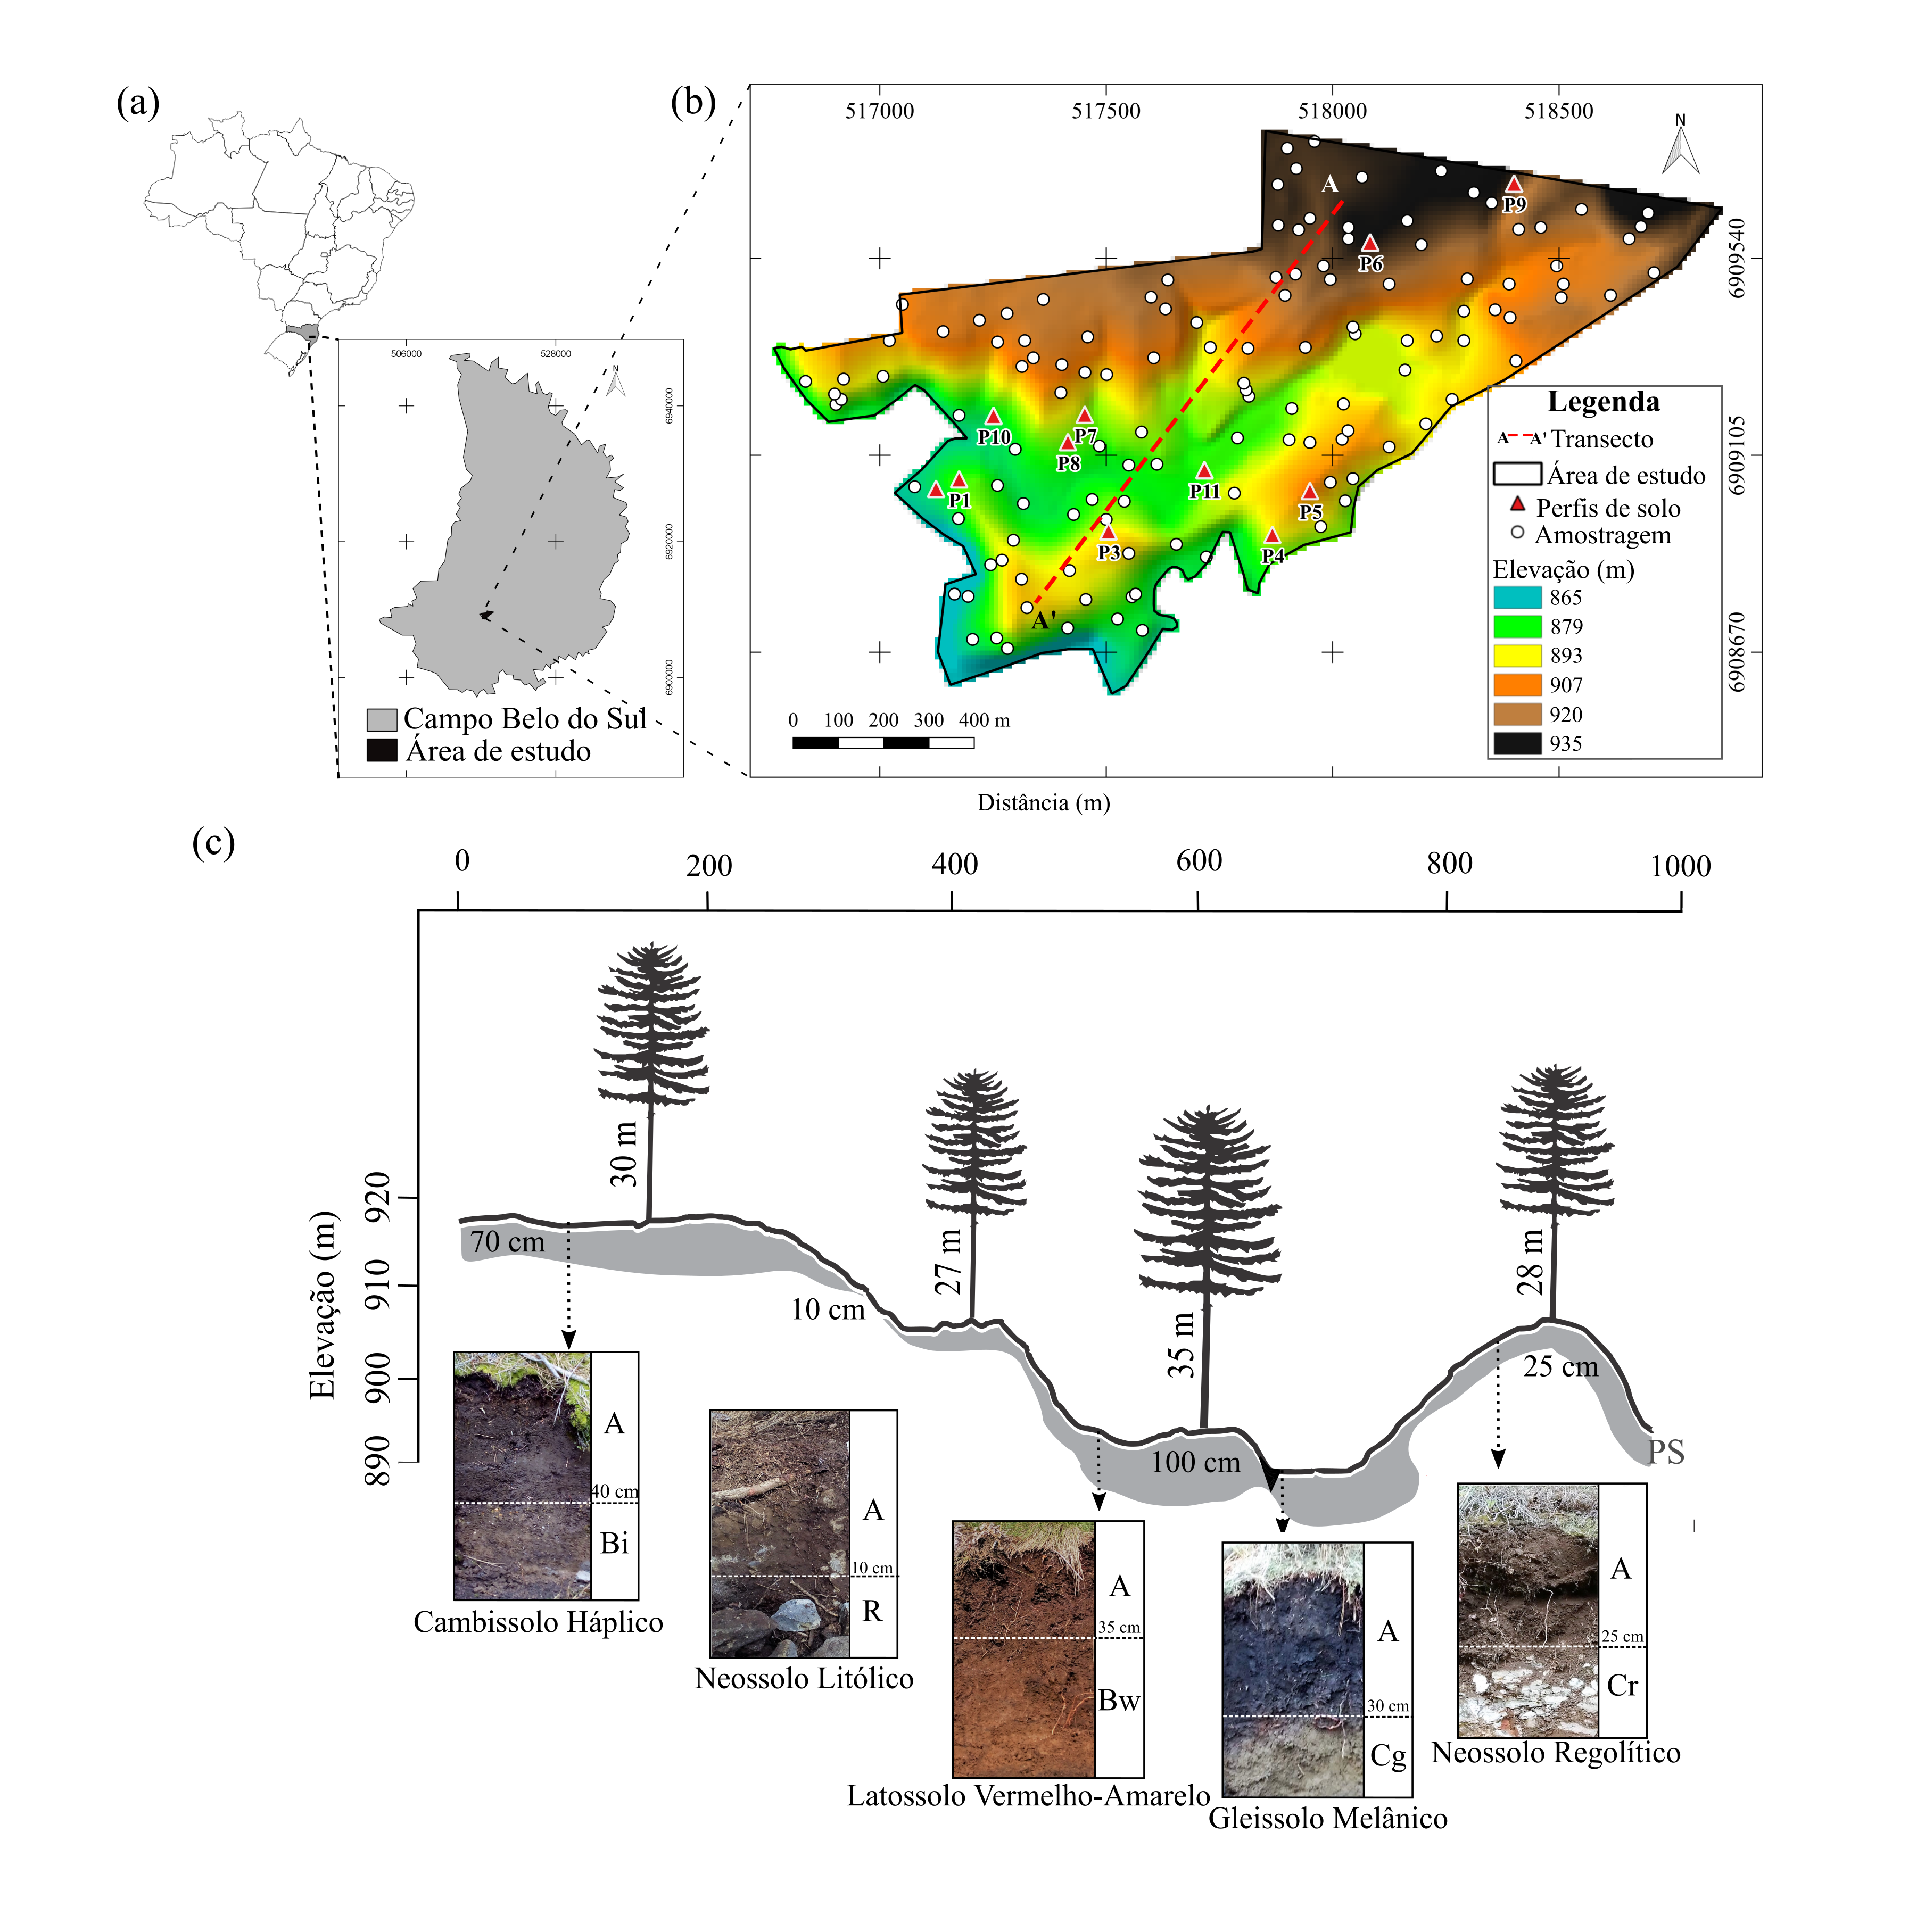 (a)
506000
528000
N
6940000
6920000
6900000
Campo Belo do Sul
Área de estudo
(b)
517000
517500
518000
518500
N
6909540
6909105
6908670
A
P9
P6
P10
P7
P8
P1
P11
P5
P3
P4
A'
0 100 200 300 400 m
Legenda
A A' Transecto
Área de estudo
Perfis de solo
Amostragem
Elevação (m)
865
879
893
907
920
935
Distância (m)
(c)
0 200 400 600 800 1000
Elevação (m)
920
910
900
890
30 m
27 m
35 m
28 m
70 cm
10 cm
100 cm
25 cm
PS
A
40 cm
Bi
Cambissolo Háplico
A
10 cm
R
Neossolo Litólico
A
35 cm
Bw
Latossolo Vermelho-Amarelo
A
30 cm
Cg
Gleissolo Melânico
A
25 cm
Cr
Neossolo Regolítico